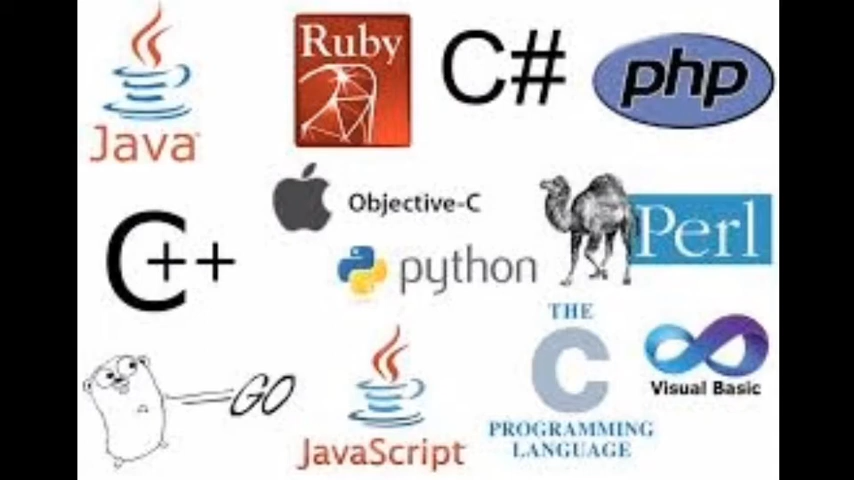 Java
Ruby
C#
php
C++
Objective-C
python
Perl
GO
JavaScript
THE
C
PROGRAMMING
LANGUAGE
Visual Basic